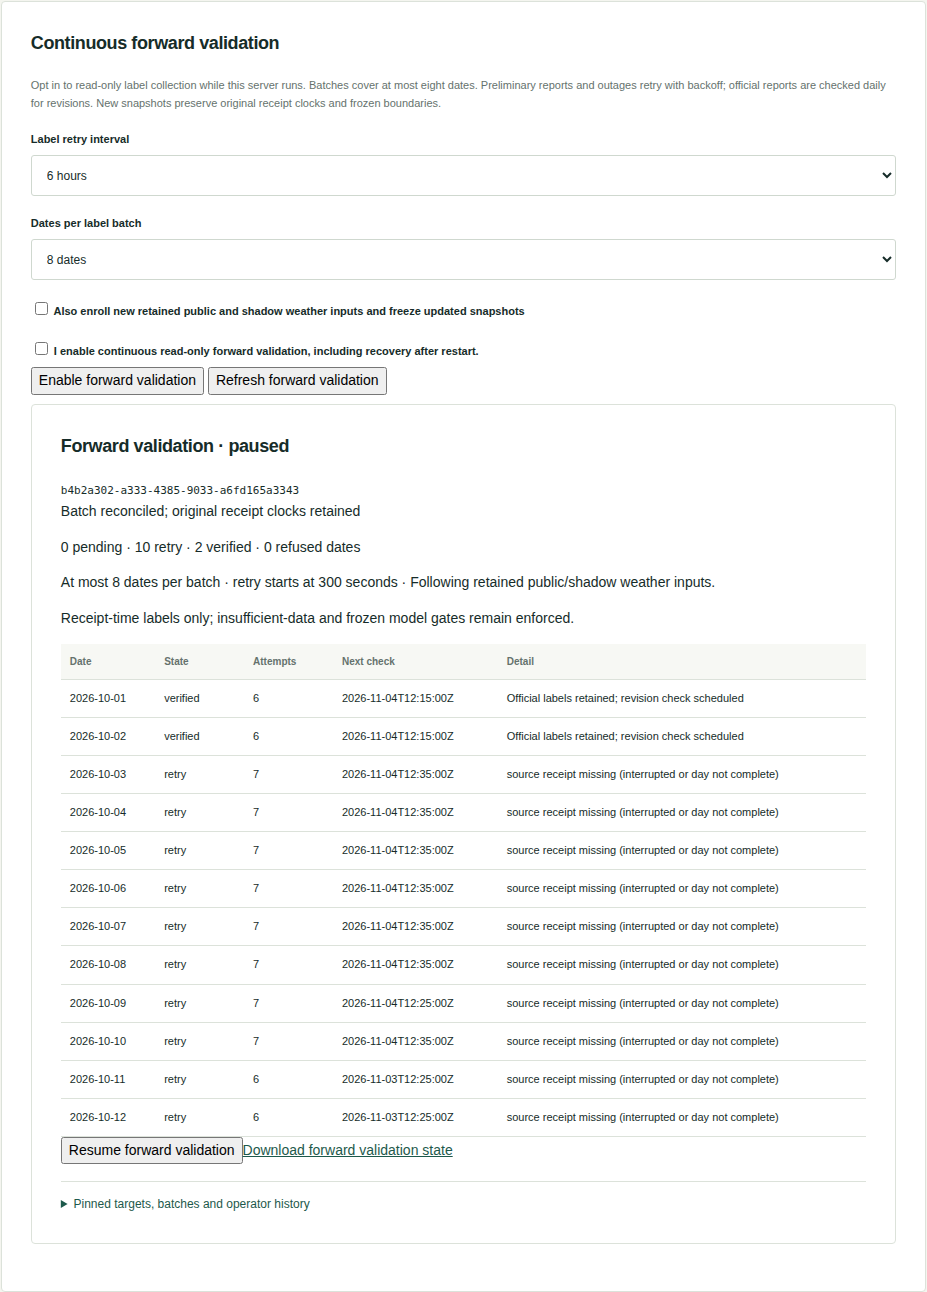 Continuous forward validation
Opt in to read-only label collection while this server runs. Batches cover at most eight dates. Preliminary reports and outages retry with backoff; official reports are checked daily
for revisions. New snapshots preserve original receipt clocks and frozen boundaries.
Label retry interval
6 hours
Dates per label batch
8 dates
Also enroll new retained public and shadow weather inputs and freeze updated snapshots
I enable continuous read-only forward validation, including recovery after restart.
Enable forward validation Refresh forward validation
Forward validation · paused
b4b2a302-a333-4385-9033-a6fd165a3343
Batch reconciled; original receipt clocks retained
0 pending · 10 retry · 2 verified · 0 refused dates
At most 8 dates per batch · retry starts at 300 seconds · Following retained public/shadow weather inputs.
Receipt-time labels only; insufficient-data and frozen model gates remain enforced.
Date State Attempts Next check Detail
2026-10-01 verified 6 2026-11-04T12:15:00Z Official labels retained; revision check scheduled
2026-10-02 verified 6 2026-11-04T12:15:00Z Official labels retained; revision check scheduled
2026-10-03 retry 7 2026-11-04T12:35:00Z source receipt missing (interrupted or day not complete)
2026-10-04 retry 7 2026-11-04T12:35:00Z source receipt missing (interrupted or day not complete)
2026-10-05 retry 7 2026-11-04T12:35:00Z source receipt missing (interrupted or day not complete)
2026-10-06 retry 7 2026-11-04T12:35:00Z source receipt missing (interrupted or day not complete)
2026-10-07 retry 7 2026-11-04T12:35:00Z source receipt missing (interrupted or day not complete)
2026-10-08 retry 7 2026-11-04T12:35:00Z source receipt missing (interrupted or day not complete)
2026-10-09 retry 7 2026-11-04T12:25:00Z source receipt missing (interrupted or day not complete)
2026-10-10 retry 7 2026-11-04T12:35:00Z source receipt missing (interrupted or day not complete)
2026-10-11 retry 6 2026-11-03T12:25:00Z source receipt missing (interrupted or day not complete)
2026-10-12 retry 6 2026-11-03T12:25:00Z source receipt missing (interrupted or day not complete)
Resume forward validation Download forward validation state
Pinned targets, batches and operator history